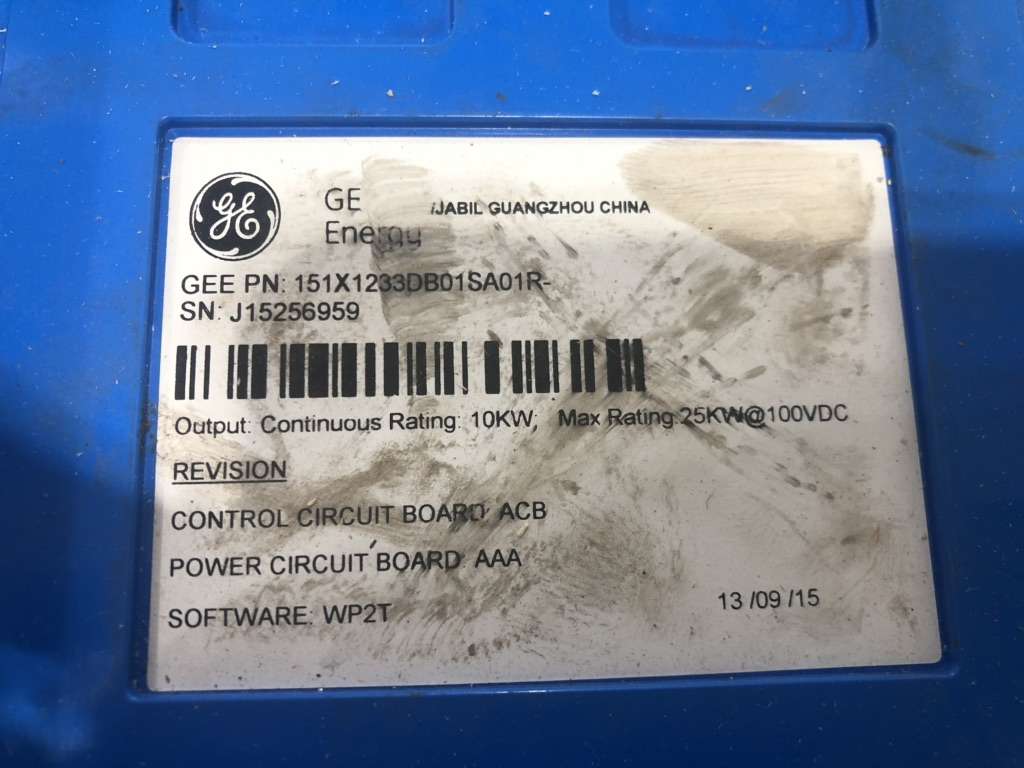 GE
GE
Energy
/JABIL GUANGZHOU CHINA
GEE PN: 151X1233DB01SA01R-
SN: J15256959
Output: Continuous Rating: 10KW; Max Rating:25KW@100VDC
REVISION
CONTROL CIRCUIT BOARD: ACB
POWER CIRCUIT BOARD: AAA
SOFTWARE: WP2T
13 /09 /15